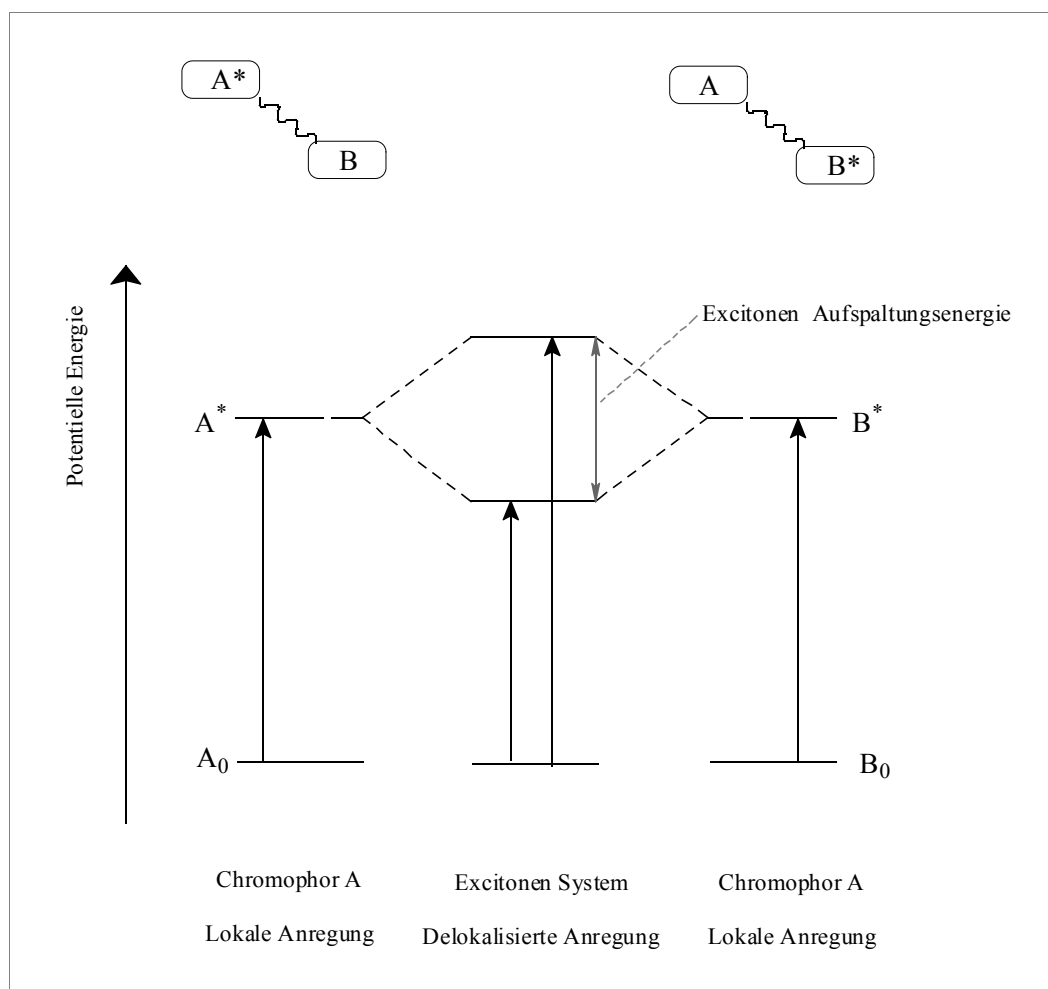 A*
B
A
B*
Potentielle Energie
Excitonen Aufspaltungsenergie
A*
B*
A0
B0
Chromophor A
Excitonen System
Chromophor A
Lokale Anregung
Delokalisierte Anregung
Lokale Anregung